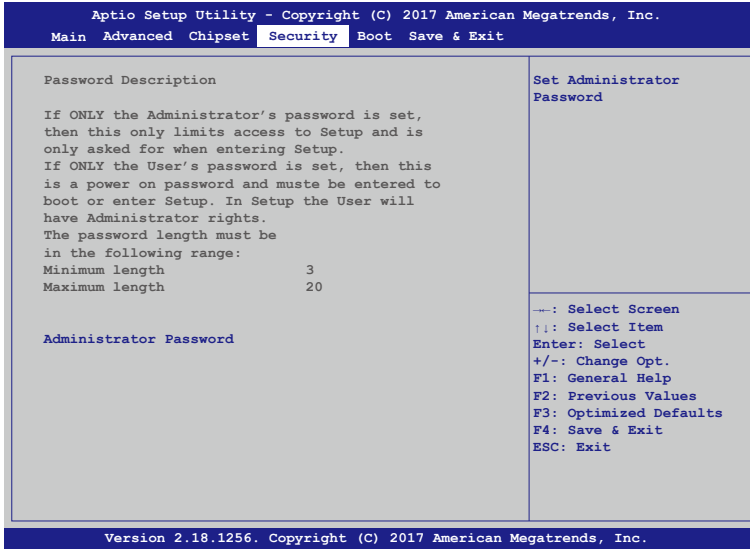 Aptio Setup Utility - Copyright (C) 2017 American Megatrends, Inc.
Main Advanced Chipset Security Boot Save & Exit
Password Description
If ONLY the Administrator's password is set,
then this only limits access to Setup and is
only asked for when entering Setup.
If ONLY the User's password is set, then this
is a power on password and muste be entered to
boot or enter Setup. In Setup the User will
have Administrator rights.
The password length must be
in the following range:
Minimum length 3
Maximum length 20
Administrator Password
Set Administrator
Password
→←: Select Screen
↑↓: Select Item
Enter: Select
+/-: Change Opt.
F1: General Help
F2: Previous Values
F3: Optimized Defaults
F4: Save & Exit
ESC: Exit
Version 2.18.1256. Copyright (C) 2017 American Megatrends, Inc.